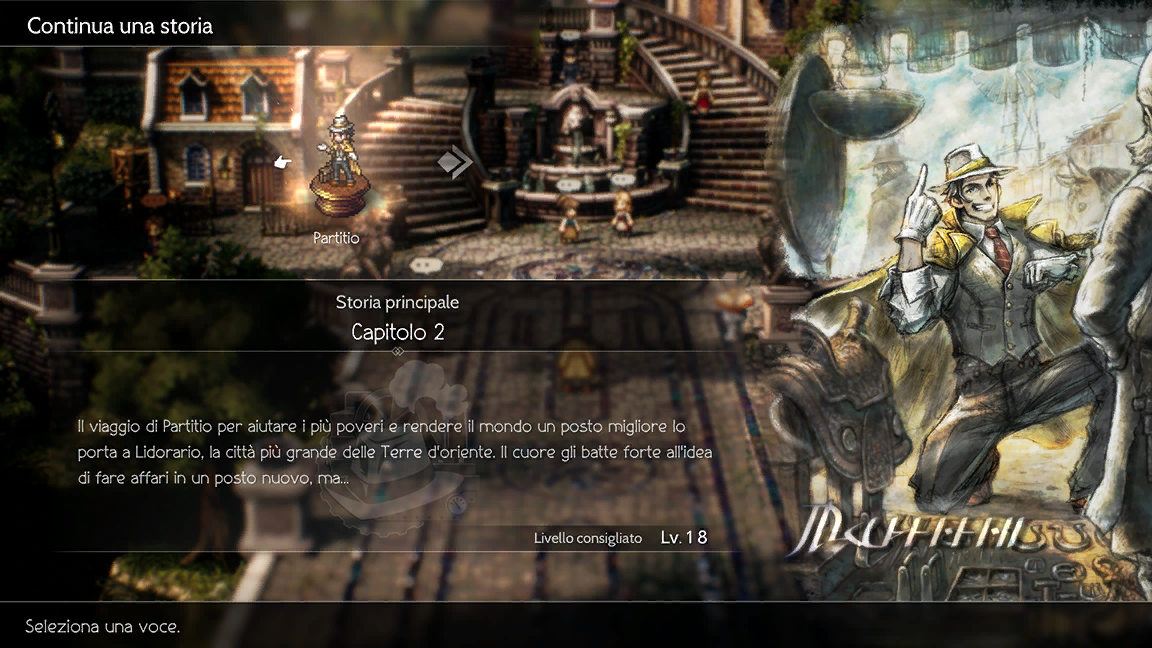 Continua una storia
Partitio
Storia principale
Capitolo 2
Il viaggio di Partitio per aiutare i più poveri e rendere il mondo un posto migliore lo
porta a Lidorario, la città più grande delle Terre d'oriente. Il cuore gli batte forte all'idea
di fare affari in un posto nuovo, ma...
Livello consigliato Lv.18
Seleziona una voce.